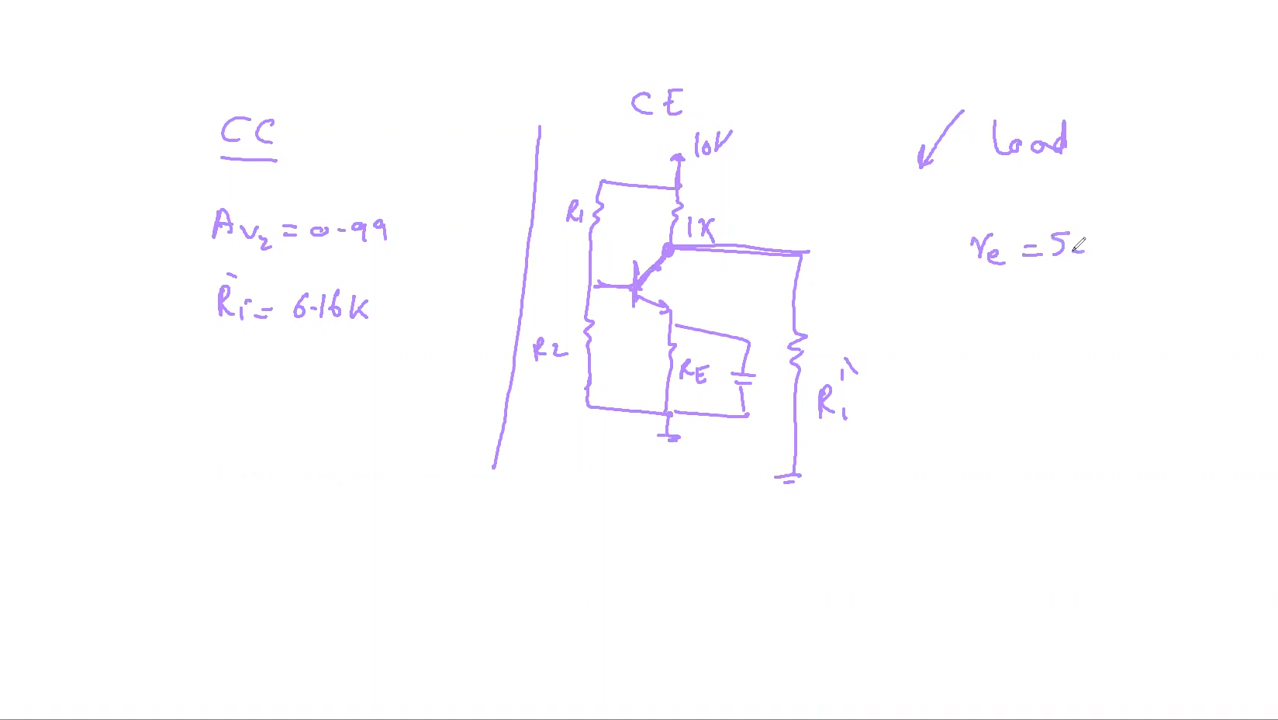 CC
Av2 = 0.99
Ri = 6.16K
CE
10V
R1
1K
R2
RE
Ri
Load
re = 5